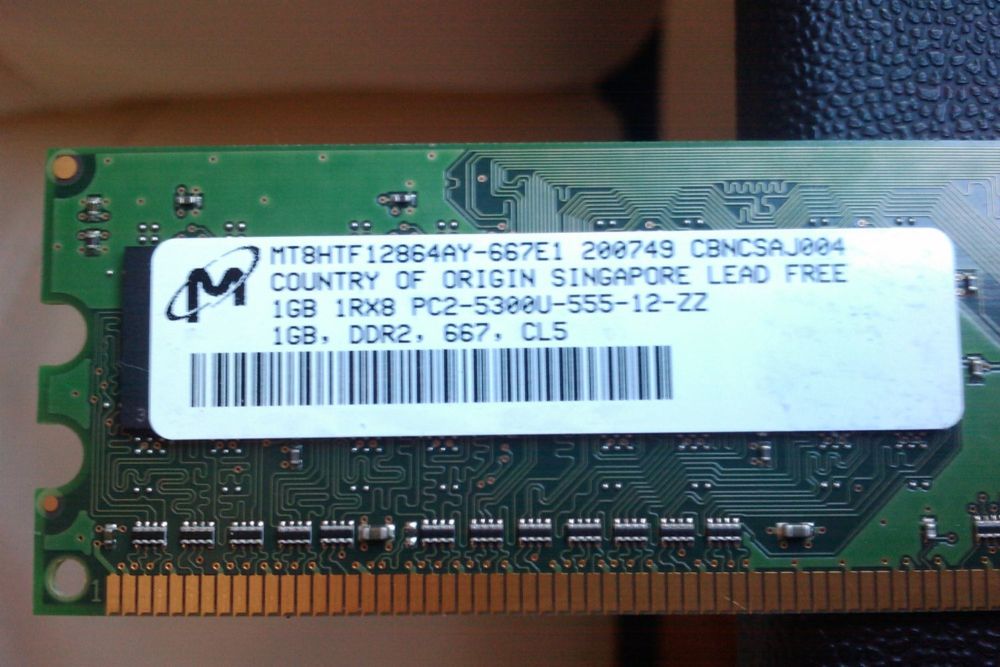 M
MT8HTF12864AY-667E1 200749 CBNCSAJ004
COUNTRY OF ORIGIN SINGAPORE LEAD FREE
1GB 1RX8 PC2-5300U-555-12-ZZ
1GB, DDR2, 667, CL5
1